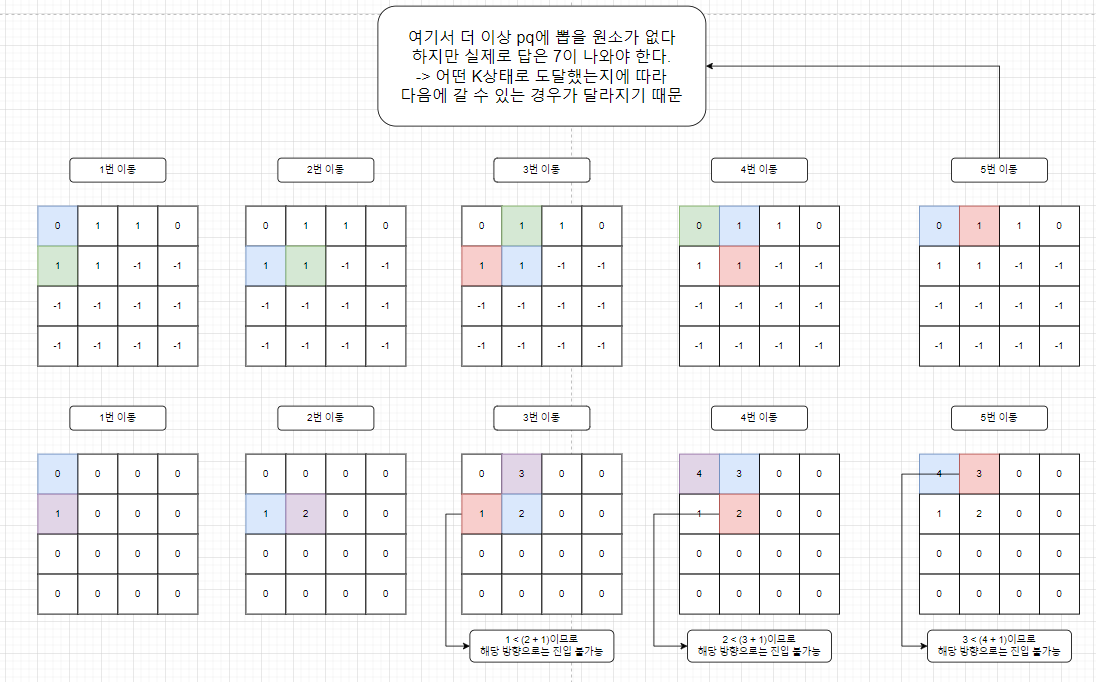 여기서 더 이상 pq에 뽑을 원소가 없다
하지만 실제로 답은 7이 나와야 한다.
-> 어떤 K상태로 도달했는지에 따라
다음에 갈 수 있는 경우가 달라지기 때문
1번 이동 2번 이동 3번 이동 4번 이동 5번 이동
0 1 1 0 0 1 1 0 0 1 1 0 0 1 1 0 0 1 1 0
1 1 -1 -1 1 1 -1 -1 1 1 -1 -1 1 1 -1 -1 1 1 -1 -1
-1 -1 -1 -1 -1 -1 -1 -1 -1 -1 -1 -1 -1 -1 -1 -1 -1 -1 -1 -1
-1 -1 -1 -1 -1 -1 -1 -1 -1 -1 -1 -1 -1 -1 -1 -1 -1 -1 -1 -1
1번 이동 2번 이동 3번 이동 4번 이동 5번 이동
0 0 0 0 0 0 0 0 0 3 0 0 4 3 0 0 4 3 0 0
1 0 0 0 1 2 0 0 1 2 0 0 1 2 0 0 1 2 0 0
0 0 0 0 0 0 0 0 0 0 0 0 0 0 0 0 0 0 0 0
0 0 0 0 0 0 0 0 0 0 0 0 0 0 0 0 0 0 0 0
1 < (2 + 1)이므로 2 < (3 + 1)이므로 3 < (4 + 1)이므로
해당 방향으로는 진입 불가능 해당 방향으로는 진입 불가능 해당 방향으로는 진입 불가능